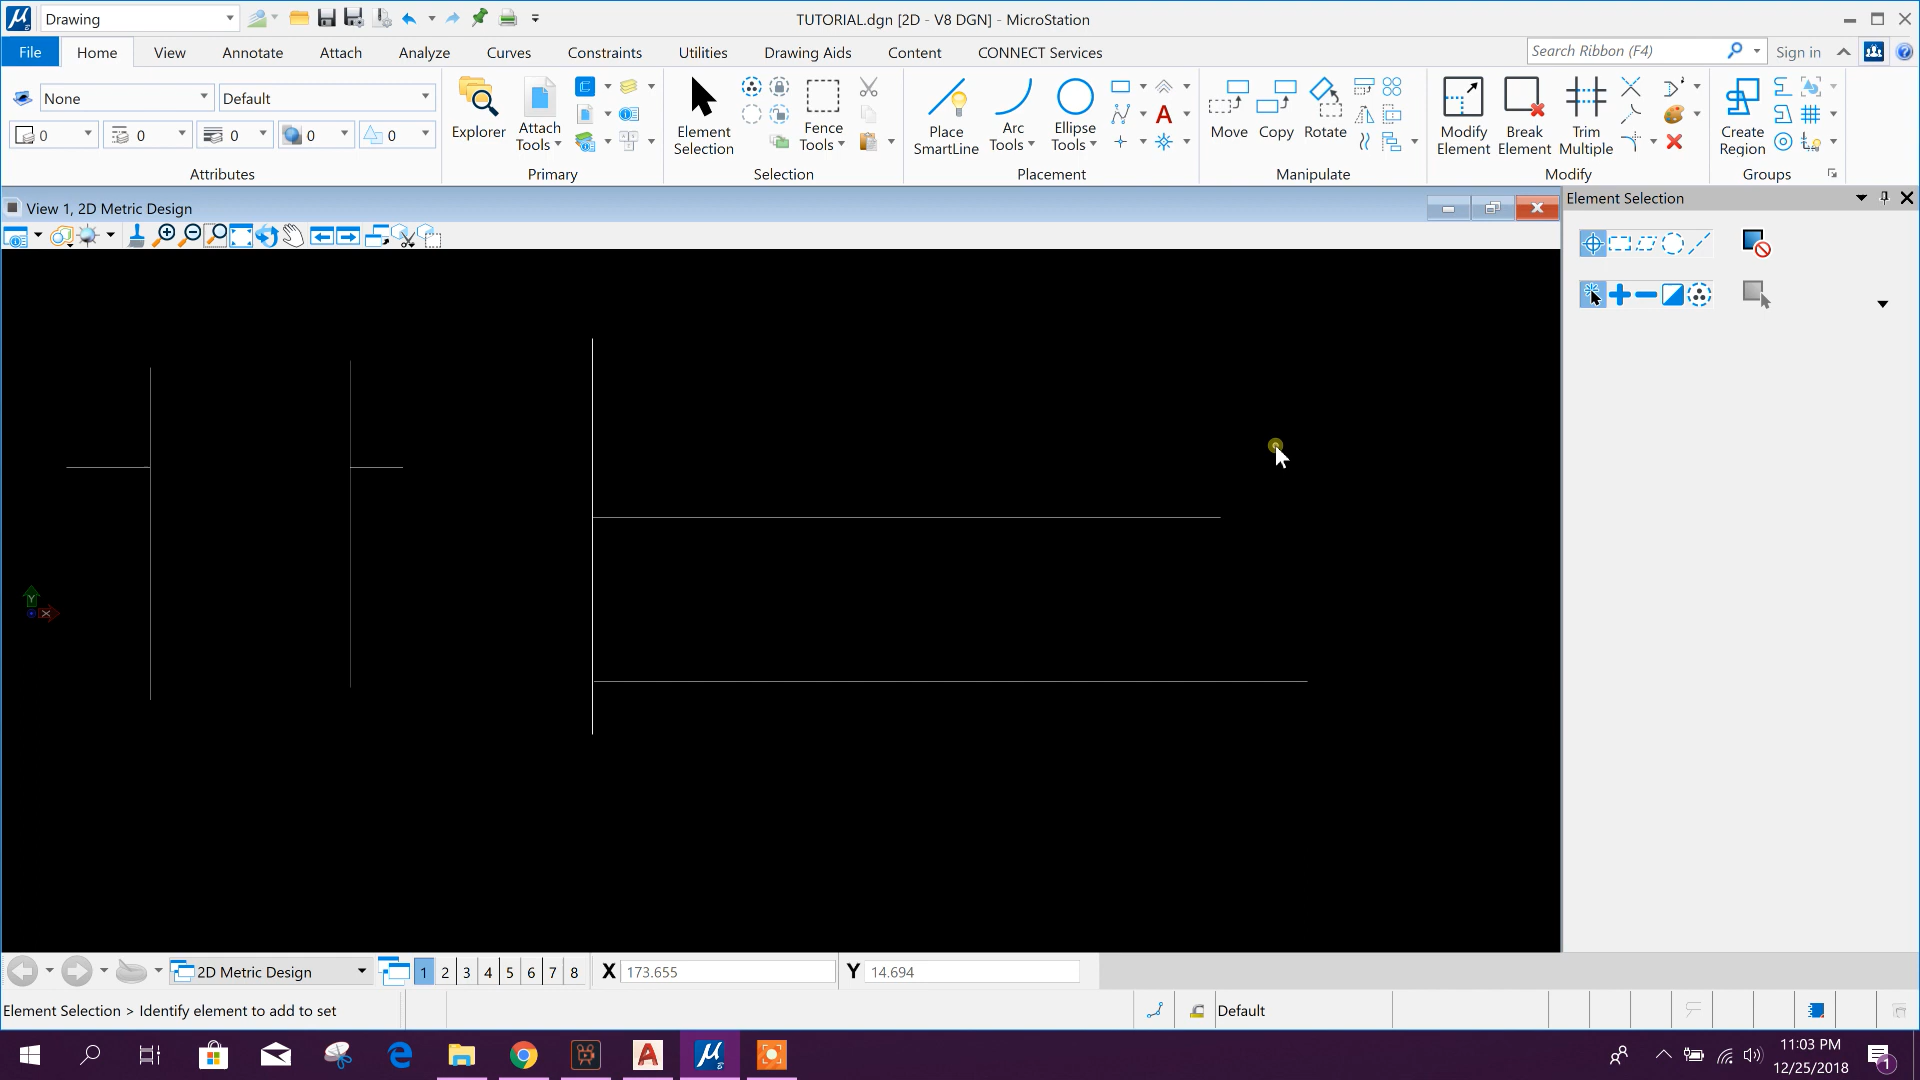 Drawing
TUTORIAL.dgn [2D - V8 DGN] - MicroStation
File
Home
View
Annotate
Attach
Analyze
Curves
Constraints
Utilities
Drawing Aids
Content
CONNECT Services
Search Ribbon (F4)
Sign in
None
Default
0
0
0
0
0
Attributes
Explorer
Attach Tools
Primary
Element Selection
Fence Tools
Selection
Place SmartLine
Arc Tools
Ellipse Tools
Placement
Move
Copy
Rotate
Manipulate
Modify Element
Break Element
Trim Multiple
Modify
Create Region
Groups
View 1, 2D Metric Design
Element Selection
Y
X
2D Metric Design
1 2 3 4 5 6 7 8
X 173.655
Y 14.694
Element Selection > Identify element to add to set
Default
11:03 PM
12/25/2018
1